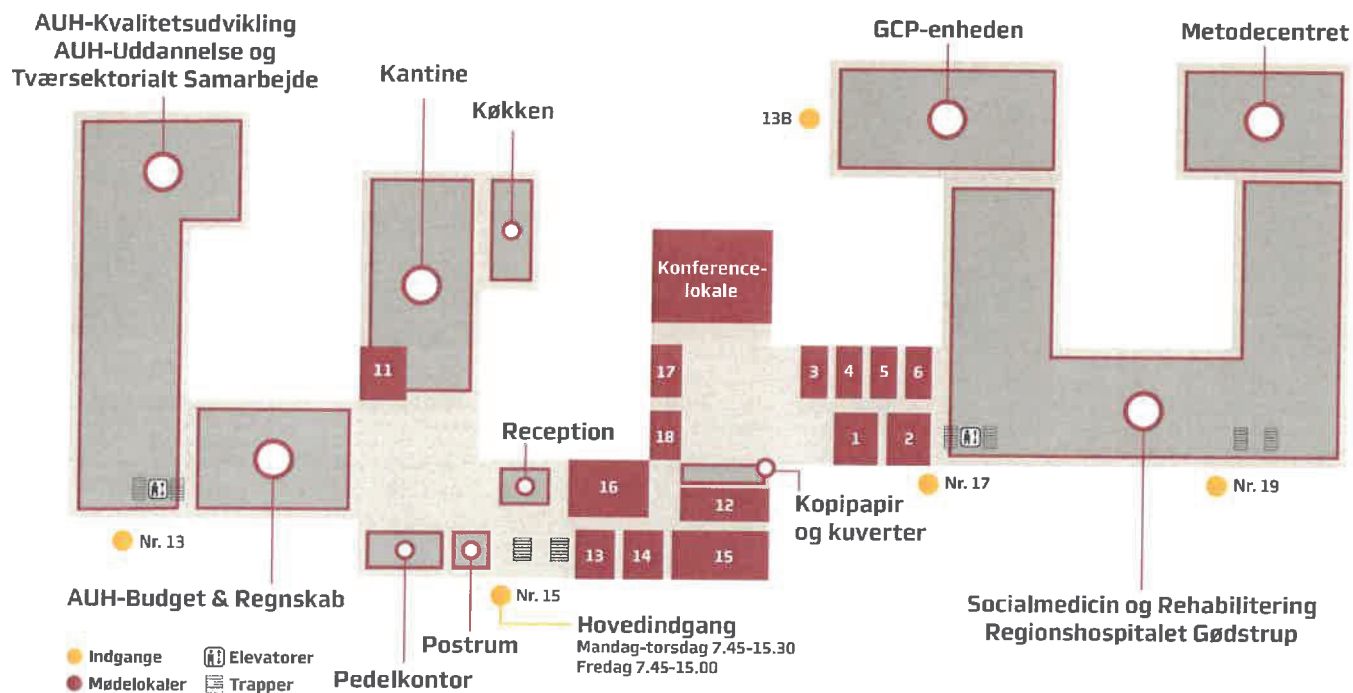 AUH-Kvalitetsudvikling
AUH-Uddannelse og
Tværsektorialt Samarbejde
Kantine
Køkken
GCP-enheden
Metodecentret
13B
Konference-
lokale
11
17
3
4
5
6
18
1
2
Reception
16
12
Kopipapir
og kuverter
Nr. 17
Nr. 19
13
14
15
Nr. 13
AUH-Budget & Regnskab
Nr. 15
Hovedindgang
Mandag-torsdag 7.45-15.30
Fredag 7.45-15.00
Postrum
Pedelkontor
Socialmedicin og Rehabilitering
Regionshospitalet Gødstrup
Indgange
Elevatorer
Mødelokaler
Trapper